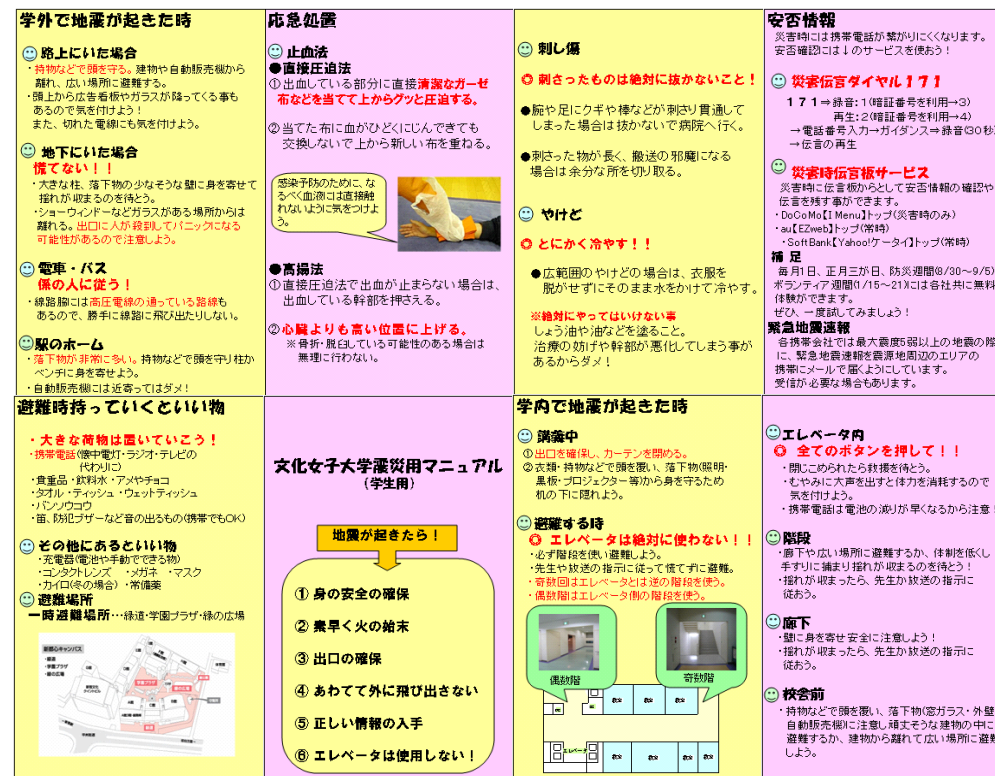 学外で地震が起きた時
路上にいた場合
・持物などで頭を守る。建物や自動販売機から
離れ、広い場所に避難する。
・頭上から広告看板やガラスが降ってくる事も
あるので気を付けよう！
また、切れた電線にも気を付けよう。
地下にいた場合
慌てない！！
・大きな柱、落下物の少なそうな壁に身を寄せて
揺れが収まるのを待とう。
・ショーウィンドーなどガラスがある場所からは
離れる。出口に人が殺到してパニックになる
可能性があるので注意しよう。
電車・バス
係の人に従う！
・線路脇には高圧電線の通っている路線も
あるので、勝手に線路に飛び出たりしない。
駅のホーム
・落下物が非常に多い。持物などで頭を守り柱か
ベンチに身を寄せよう。
・自動販売機には近寄ってはダメ！
応急処置
止血法
●直接圧迫法
①出血している部分に直接清潔なガーゼ
布などを当てて上からグッと圧迫する。
②当てた布に血がひどくにじんできても
交換しないで上から新しい布を重ねる。
感染予防のために、な
るべく血液には直接触
れないように気をつけよ
う。
●高揚法
①直接圧迫法で出血が止まらない場合は、
出血している幹部を押さえる。
②心臓よりも高い位置に上げる。
※骨折・脱臼している可能性のある場合は
無理に行わない。
刺し傷
◎ 刺さったものは絶対に抜かないこと！
●腕や足にクギや棒などが刺さり貫通して
しまった場合は抜かないで病院へ行く。
●刺さった物が長く、搬送の邪魔になる
場合は余分な所を切り取る。
やけど
◎ とにかく冷やす！！
●広範囲のやけどの場合は、衣服を
脱がせずにそのまま水をかけて冷やす。
※絶対にやってはいけない事
しょう油や油などを塗ること。
治療の妨げや幹部が悪化してしまう事が
あるからダメ！
安否情報
災害時には携帯電話が繋がりにくくなります。
安否確認には↓のサービスを使おう！
災害伝言ダイヤル１７１
１７１⇒録音：1(暗証番号を利用→3)
再生：2(暗証番号を利用→4)
→電話番号入力→ガイダンス⇒録音(30秒)
→伝言の再生
災害時伝言板サービス
災害時に伝言板からとして安否情報の確認や
伝言を残す事ができます。
・DoCoMo【I Menu】トップ(災害時のみ)
・au【EZweb】トップ(常時)
・SoftBank【Yahoo!ケータイ】トップ(常時)
補足
毎月1日、正月三が日、防災週間(8/30～9/5)
ボランティア週間(1/15～21)には各社共に無料
体験ができます。
ぜひ、一度試してみましょう！
緊急地震速報
各携帯会社では最大震度5弱以上の地震の際
に、緊急地震速報を震源地周辺のエリアの
携帯にメールで届くようにしています。
受信が必要な場合もあります。
避難時持っていくといい物
・大きな荷物は置いていこう！
・携帯電話(懐中電灯・ラジオ・テレビの
代わりに)
・貴重品・飲料水・アメやチョコ
・タオル・ティッシュ・ウェットティッシュ
・バンソウコウ
・笛、防犯ブザーなど音の出るもの(携帯でもOK)
その他にあるといい物
・充電器(電池や手動でできる物)
・コンタクトレンズ ・メガネ ・マスク
・カイロ(冬の場合) ・常備薬
避難場所
一時避難場所…緑道・学園プラザ・緑の広場
新都心キャンパス
・緑道
・学園プラザ
・緑の広場
文化女子大学震災用マニュアル
(学生用)
地震が起きたら！
① 身の安全の確保
② 素早く火の始末
③ 出口の確保
④ あわてて外に飛び出さない
⑤ 正しい情報の入手
⑥ エレベータは使用しない！
学内で地震が起きた時
講義中
①出口を確保し、カーテンを閉める。
②衣類・持物などで頭を覆い、落下物(照明・
黒板・プロジェクター等)から身を守るため
机の下に隠れよう。
避難する時
◎ エレベータは絶対に使わない！！
・必ず階段を使い避難しよう。
・先生や放送の指示に従って慌てずに避難。
・奇数回はエレベータとは逆の階段を使う。
・偶数階はエレベータ側の階段を使う。
偶数階
奇数階
教室
教室
教室
エレベータ
教室
教室
教室
エレベータ内
◎ 全てのボタンを押して！！
・閉じこめられたら救援を待とう。
・むやみに大声を出すと体力を消耗するので
気を付けよう。
・携帯電話は電池の減りが早くなるから注意！
階段
・廊下や広い場所に避難するか、体制を低くし
手すりに捕まり揺れが収まるのを待とう！
・揺れが収まったら、先生か放送の指示に
従おう。
廊下
・壁に身を寄せ安全に注意しよう！
・揺れが収まったら、先生か放送の指示に
従おう。
校舎前
・持物などで頭を覆い、落下物(窓ガラス・外壁
自動販売機)に注意し頑丈そうな建物の中に
避難するか、建物から離れて広い場所に避難
しよう。